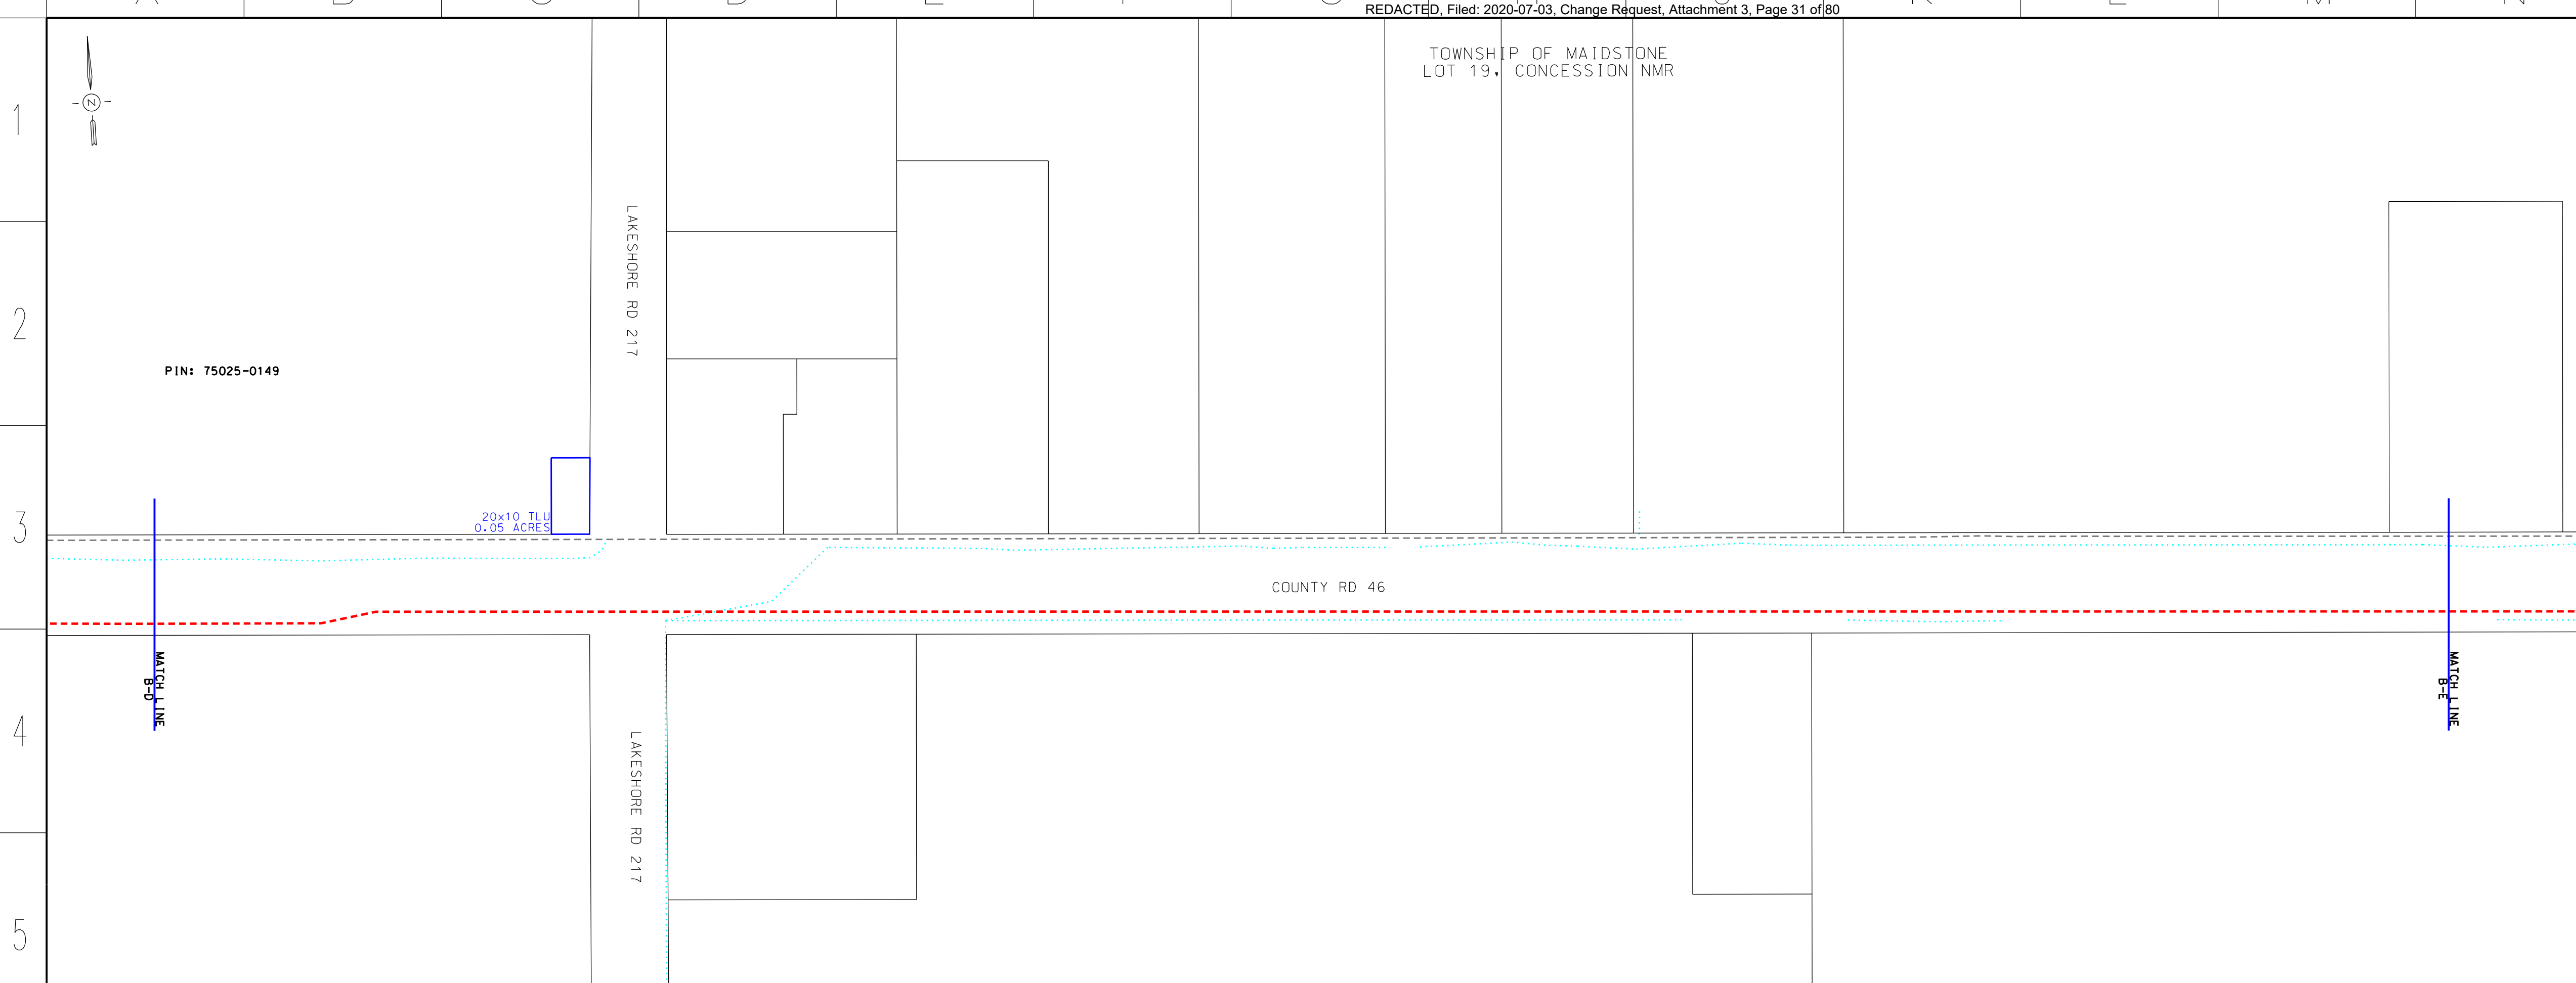 REDACTED, Filed: 2020-07-03, Change Request, Attachment 3, Page 31 of 80
TOWNSHIP OF MAIDSTONE
LOT 19, CONCESSION NMR
N
1
LAKESHORE RD 217
2
PIN: 75025-0149
3
20x10 TLU
0.05 ACRES
COUNTY RD 46
MATCH LINE
B-D
MATCH LINE
B-E
4
LAKESHORE RD 217
5